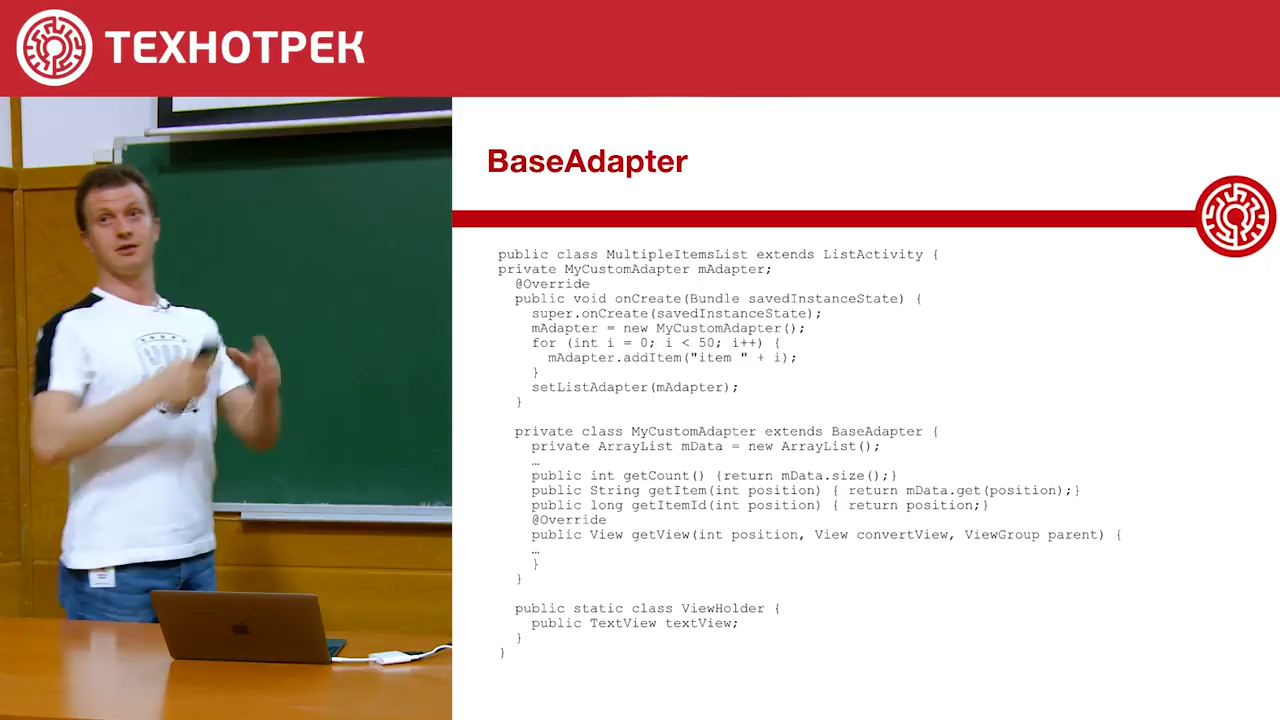 ТЕХНОТРЕК
BaseAdapter
public class MultipleItemsList extends ListActivity {
private MyCustomAdapter mAdapter;
@Override
public void onCreate(Bundle savedInstanceState) {
super.onCreate(savedInstanceState);
mAdapter = new MyCustomAdapter();
for (int i = 0; i < 50; i++) {
mAdapter.addItem("item " + i);
}
setListAdapter(mAdapter);
}
private class MyCustomAdapter extends BaseAdapter {
private ArrayList mData = new ArrayList();
…
public int getCount() {return mData.size();}
public String getItem(int position) { return mData.get(position);}
public long getItemId(int position) { return position;}
@Override
public View getView(int position, View convertView, ViewGroup parent) {
…
}
}
public static class ViewHolder {
public TextView textView;
}
}